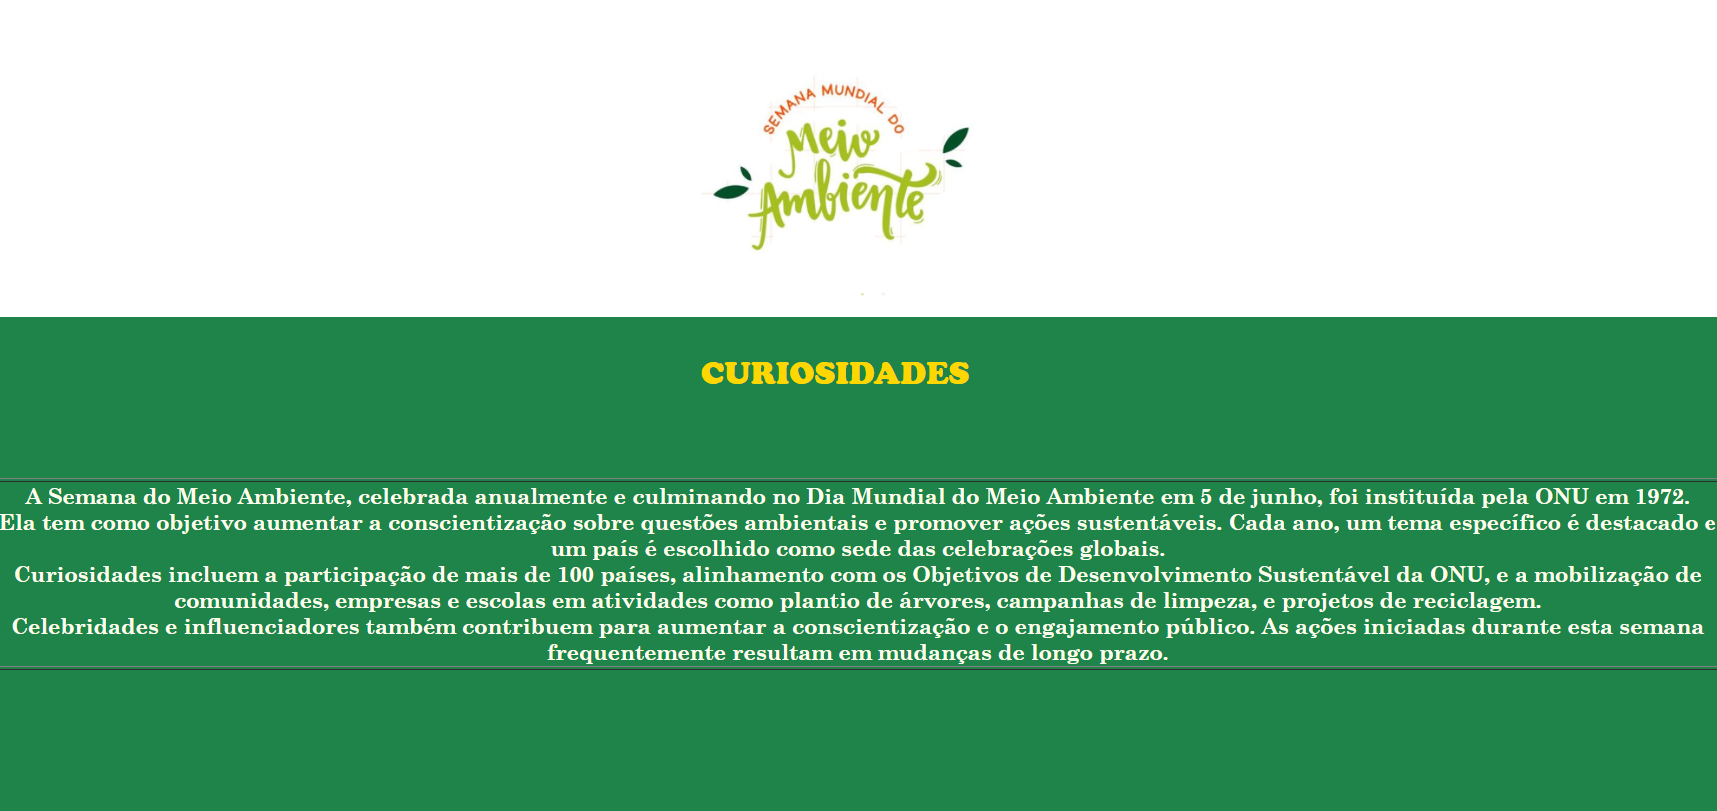 SEMANA MUNDIAL DO
Meio
Ambiente
CURIOSIDADES
A Semana do Meio Ambiente, celebrada anualmente e culminando no Dia Mundial do Meio Ambiente em 5 de junho, foi instituída pela ONU em 1972.
Ela tem como objetivo aumentar a conscientização sobre questões ambientais e promover ações sustentáveis. Cada ano, um tema específico é destacado e
um país é escolhido como sede das celebrações globais.
Curiosidades incluem a participação de mais de 100 países, alinhamento com os Objetivos de Desenvolvimento Sustentável da ONU, e a mobilização de
comunidades, empresas e escolas em atividades como plantio de árvores, campanhas de limpeza, e projetos de reciclagem.
Celebridades e influenciadores também contribuem para aumentar a conscientização e o engajamento público. As ações iniciadas durante esta semana
frequentemente resultam em mudanças de longo prazo.